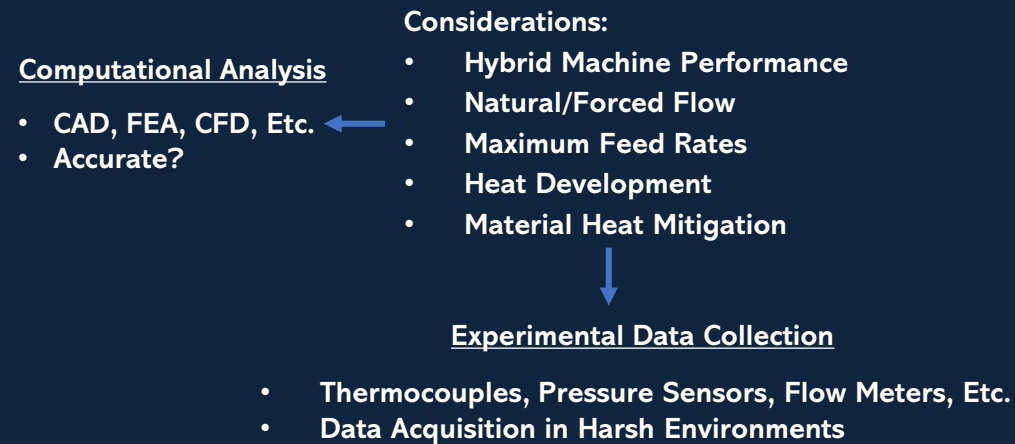 Considerations:
• Hybrid Machine Performance
• Natural/Forced Flow
• Maximum Feed Rates
• Heat Development
• Material Heat Mitigation
Computational Analysis
• CAD, FEA, CFD, Etc.
• Accurate?
Experimental Data Collection
• Thermocouples, Pressure Sensors, Flow Meters, Etc.
• Data Acquisition in Harsh Environments